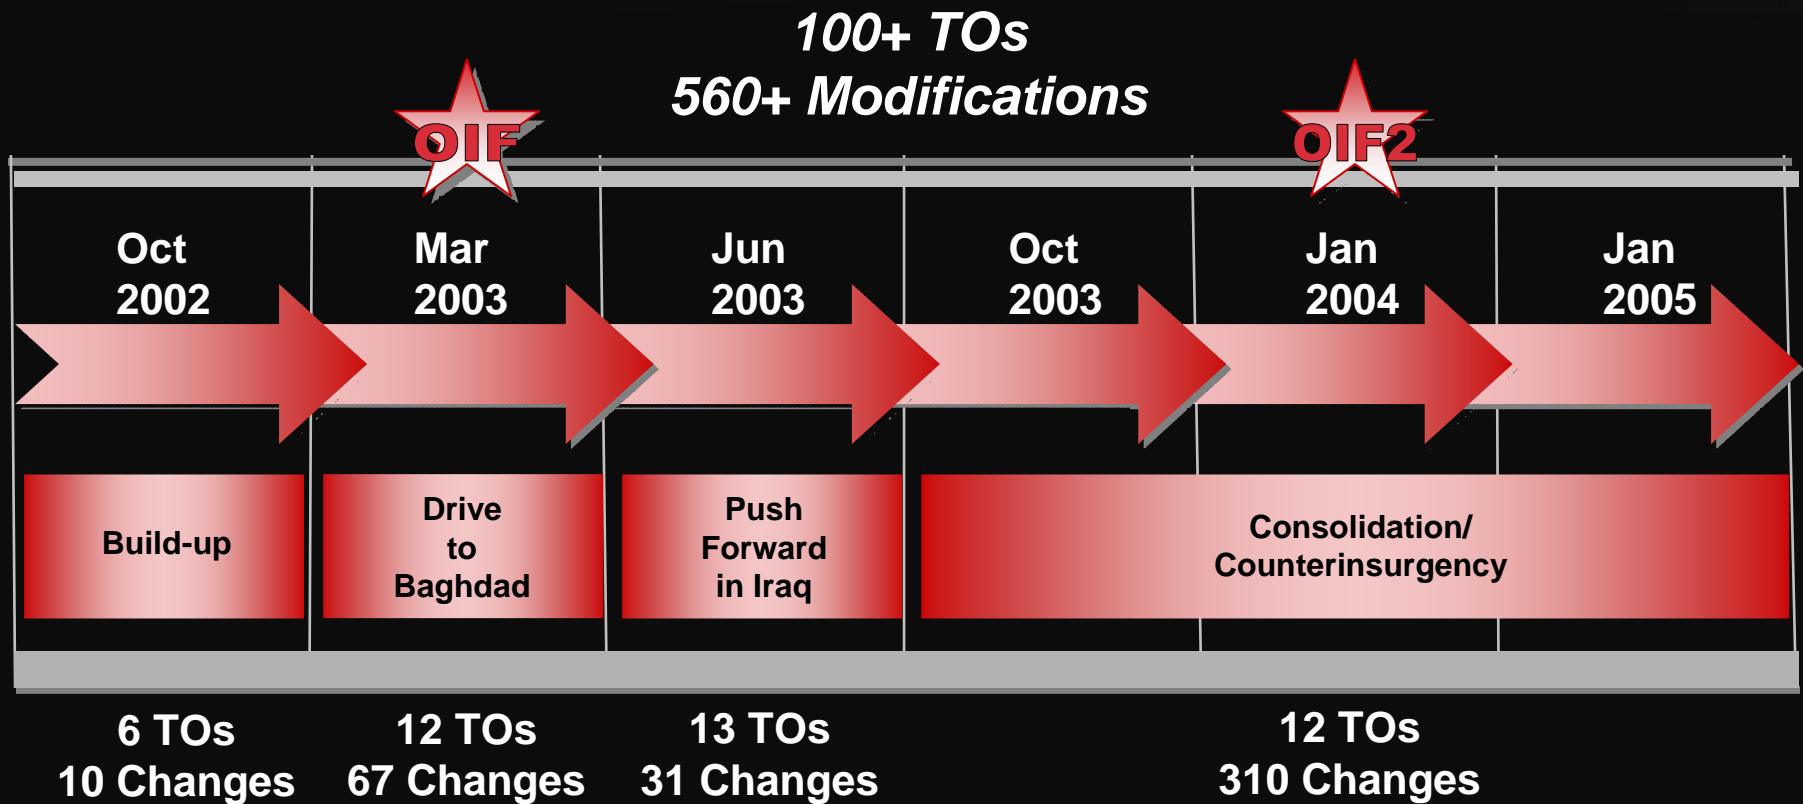 100+ TOs
560+ Modifications
OIF
OIF2
Oct
2002
Mar
2003
Jun
2003
Oct
2003
Jan
2004
Jan
2005
Build-up
Drive
to
Baghdad
Push
Forward
in Iraq
Consolidation/
Counterinsurgency
6 TOs
10 Changes
12 TOs
67 Changes
13 TOs
31 Changes
12 TOs
310 Changes